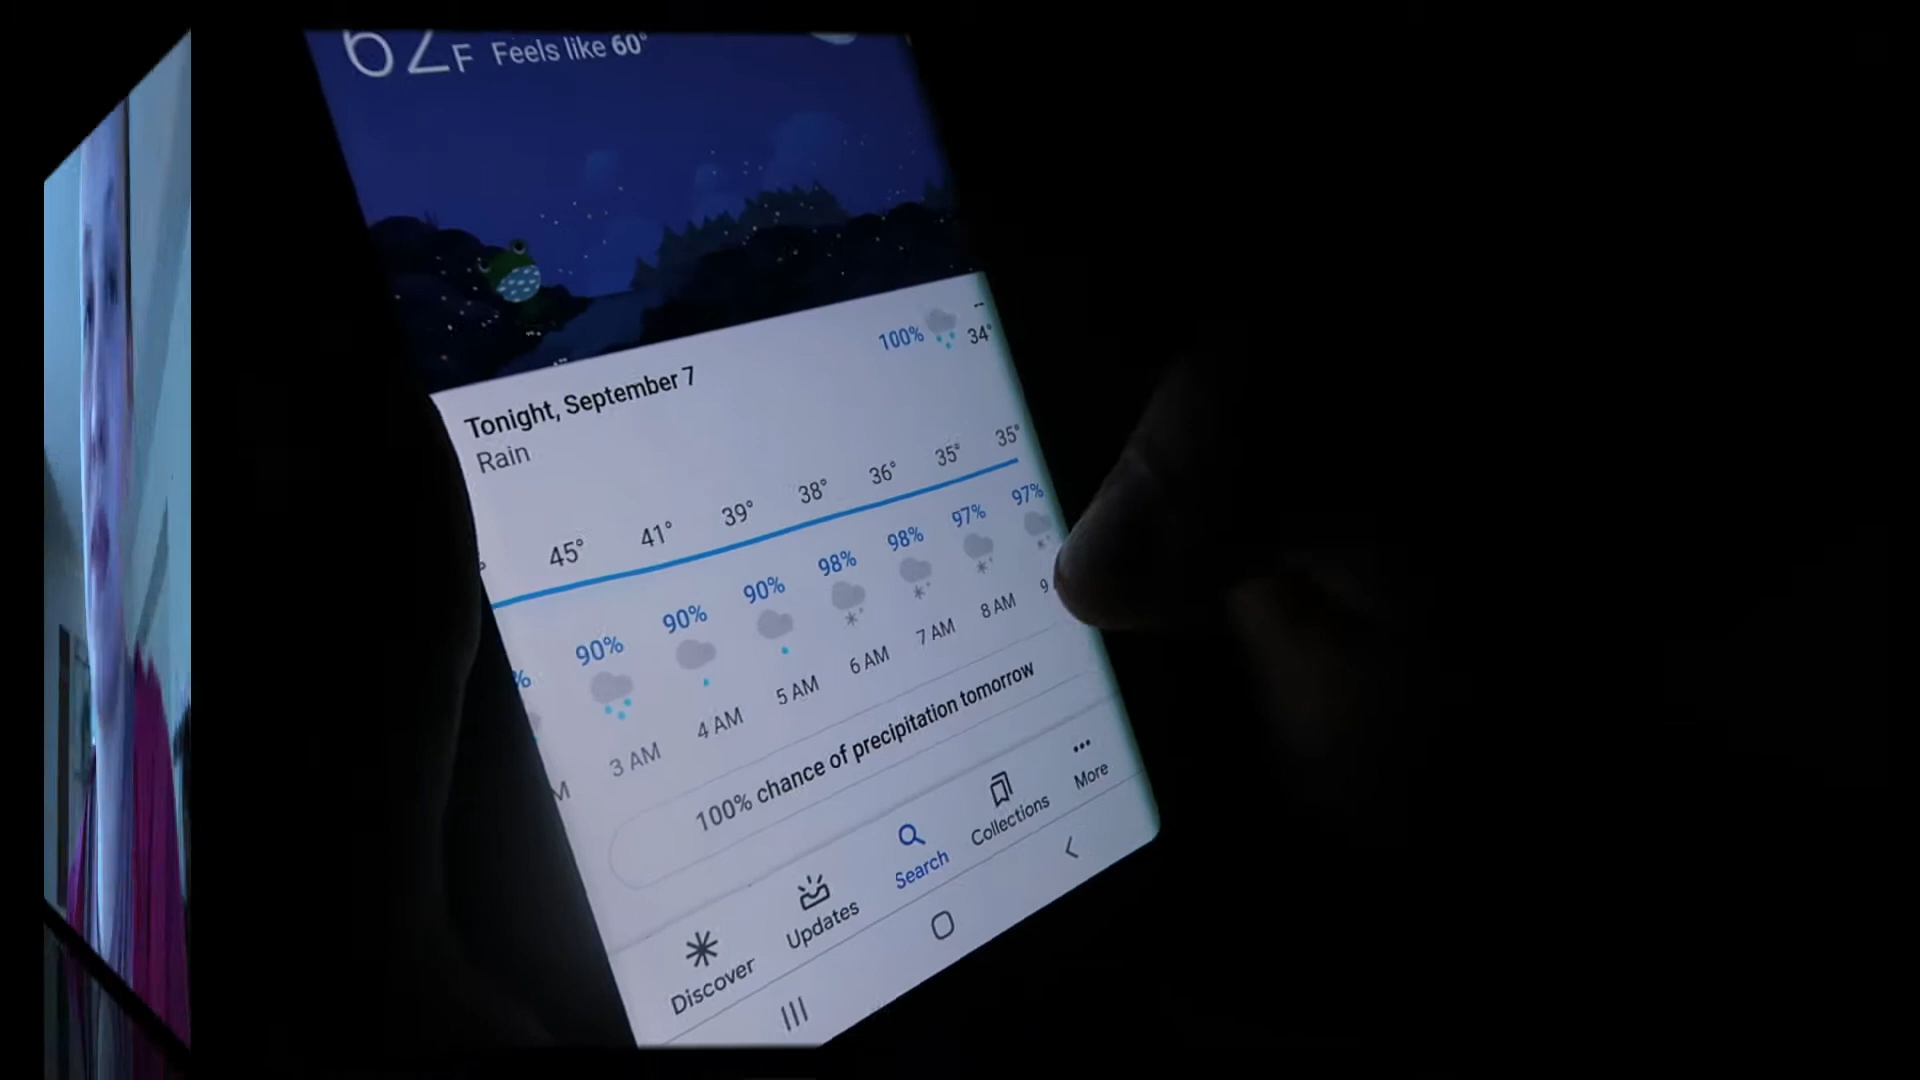 62F Feels like 60°
100% -- 34°
Tonight, September 7
Rain
45° 41° 39° 38° 36° 35° 35°
% 90% 90% 90% 98% 98% 97% 97%
M 3 AM 4 AM 5 AM 6 AM 7 AM 8 AM 9
100% chance of precipitation tomorrow
Discover Updates Search Collections More